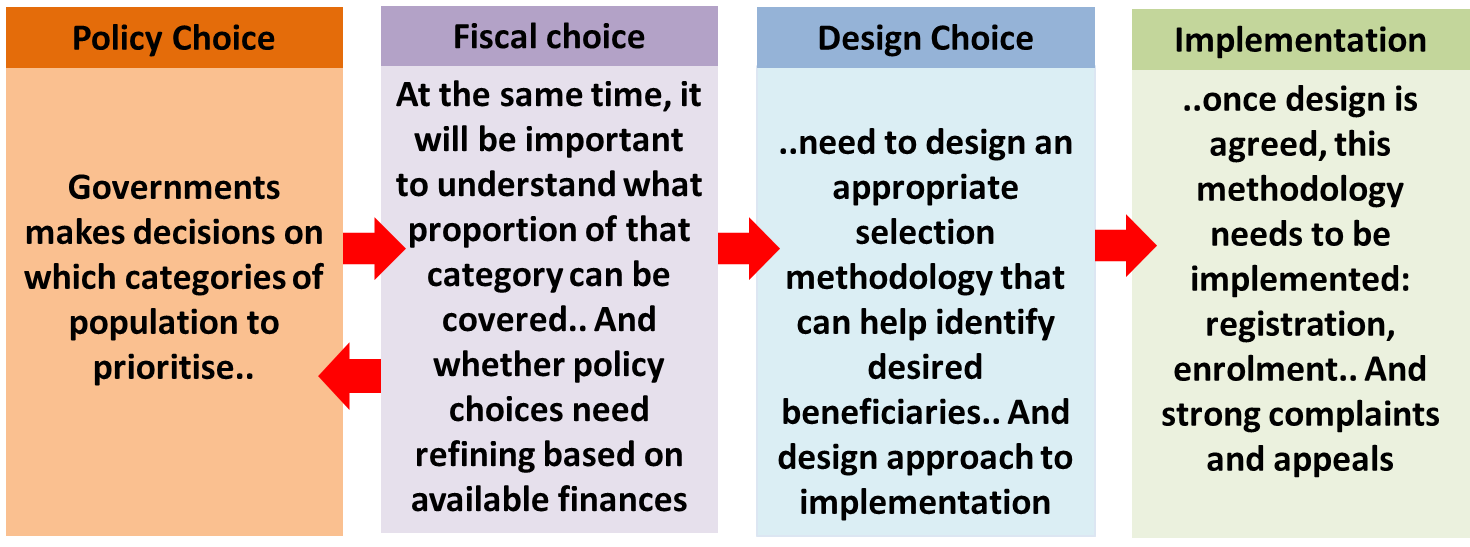 Policy Choice
Governments
makes decisions on
which categories of
population to
prioritise..
Fiscal choice
At the same time, it
will be important
to understand what
proportion of that
category can be
covered.. And
whether policy
choices need
refining based on
available finances
Design Choice
..need to design an
appropriate
selection
methodology that
can help identify
desired
beneficiaries.. And
design approach to
implementation
Implementation
..once design is
agreed, this
methodology
needs to be
implemented:
registration,
enrolment.. And
strong complaints
and appeals